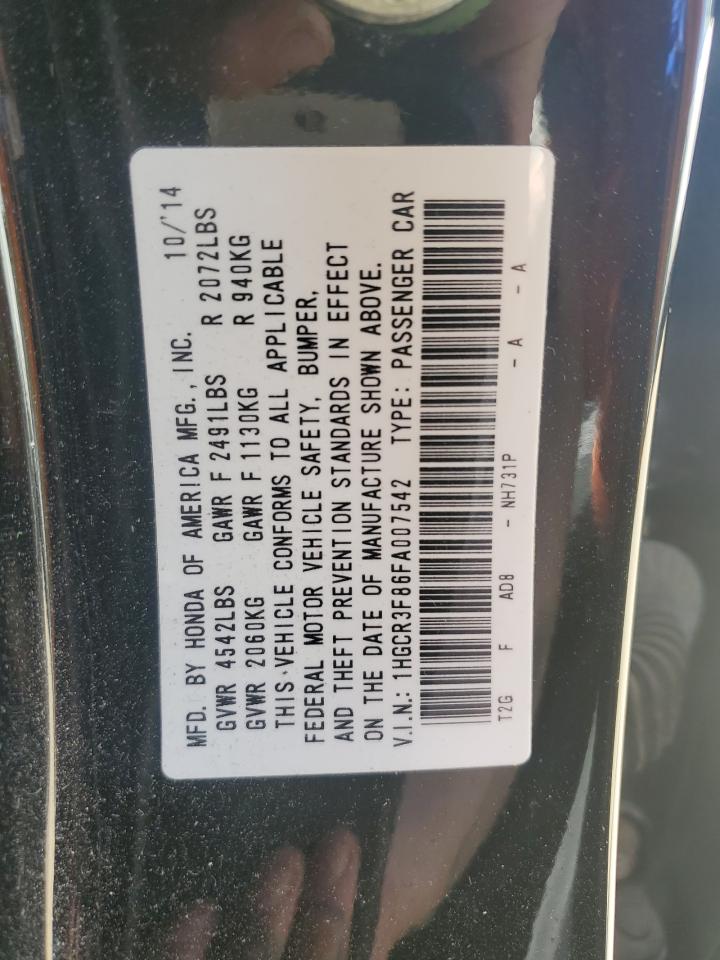 MFD. BY HONDA OF AMERICA MFG., INC. 10/'14
GVWR 4542LBS GAWR F 2491LBS R 2072LBS
GVWR 2060KG GAWR F 1130KG R 940KG
THIS VEHICLE CONFORMS TO ALL APPLICABLE
FEDERAL MOTOR VEHICLE SAFETY, BUMPER,
AND THEFT PREVENTION STANDARDS IN EFFECT
ON THE DATE OF MANUFACTURE SHOWN ABOVE.
V.I.N.: 1HGCR3F86FA007542 TYPE: PASSENGER CAR
T2G F AD8 - NH731P - A - A